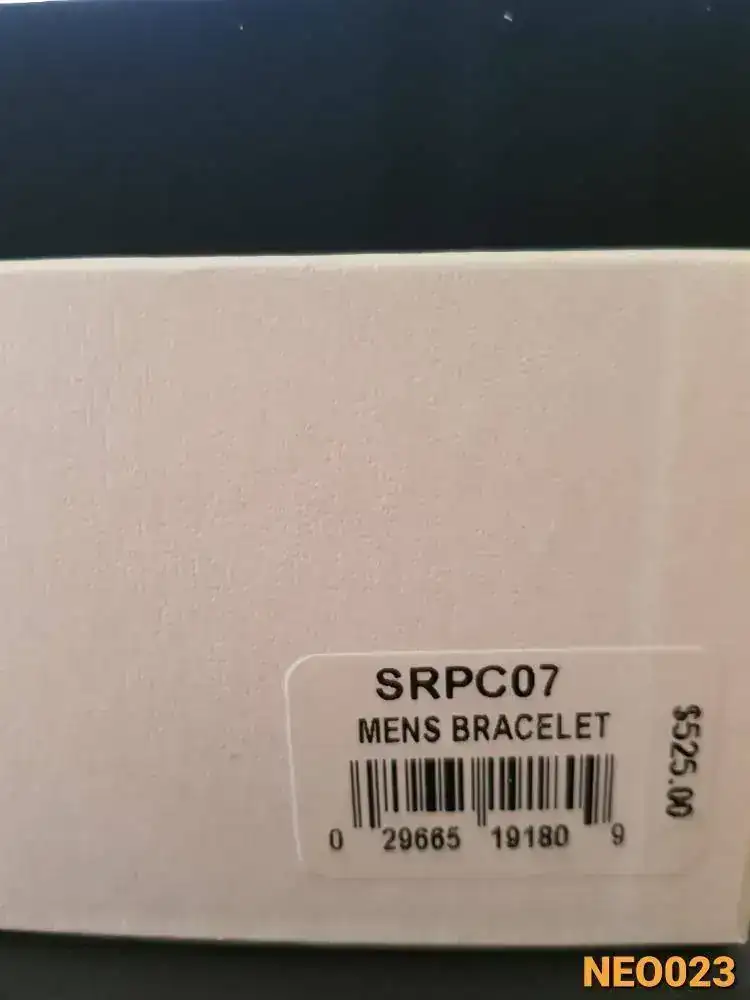 SRPC07
MENS BRACELET
$525.00
0 29665 19180 9
NEO023